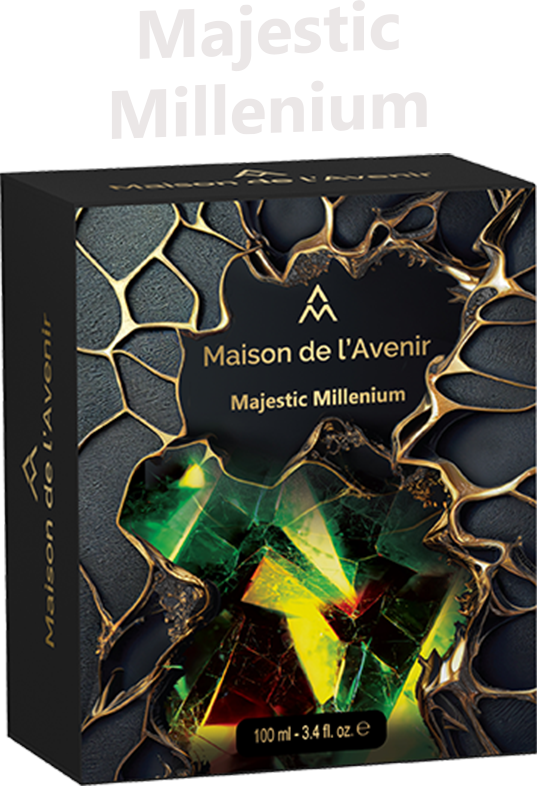 Majestic
Millenium
Maison de l'Avenir
Maison de l'Avenir
Maison de l'Avenir
Majestic Millenium
100 ml - 3.4 fl. oz. ℮